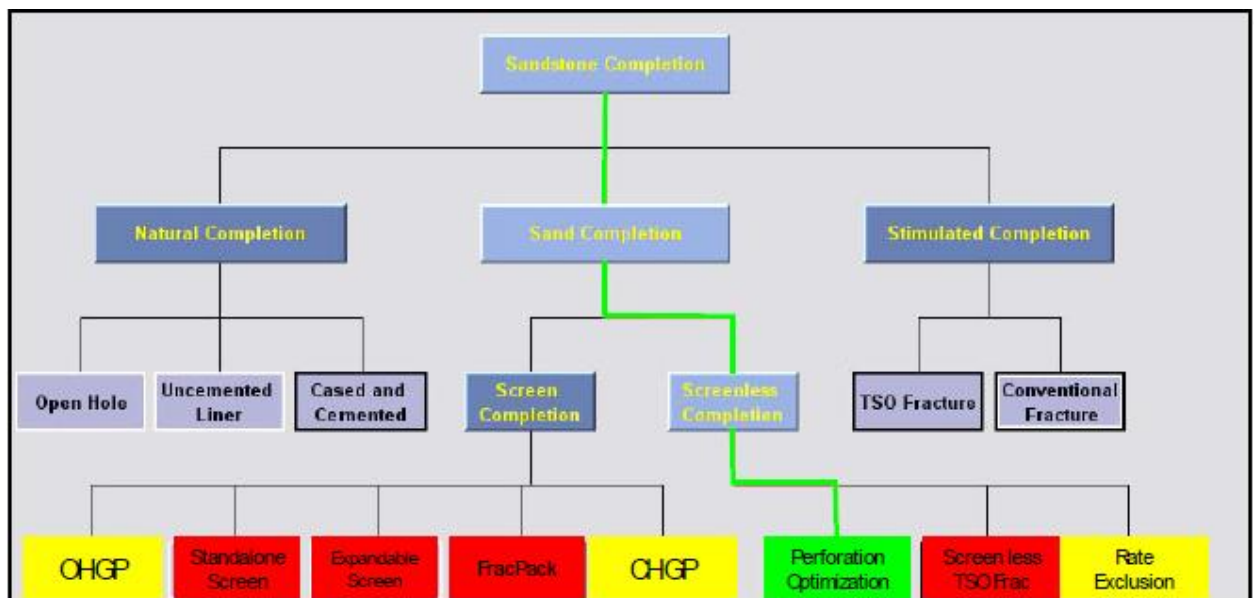 Sandstone Completion
Natural Completion
Sand Completion
Stimulated Completion
Open Hole
Uncemented
Liner
Cased and
Cemented
Screen
Completion
Screenless
Completion
TSO Fracture
Conventional
Fracture
OHGP
Standalone
Screen
Expandable
Screen
FracPack
CHGP
Perforation
Optimization
Screen less
TSO Frac
Rate
Exclusion